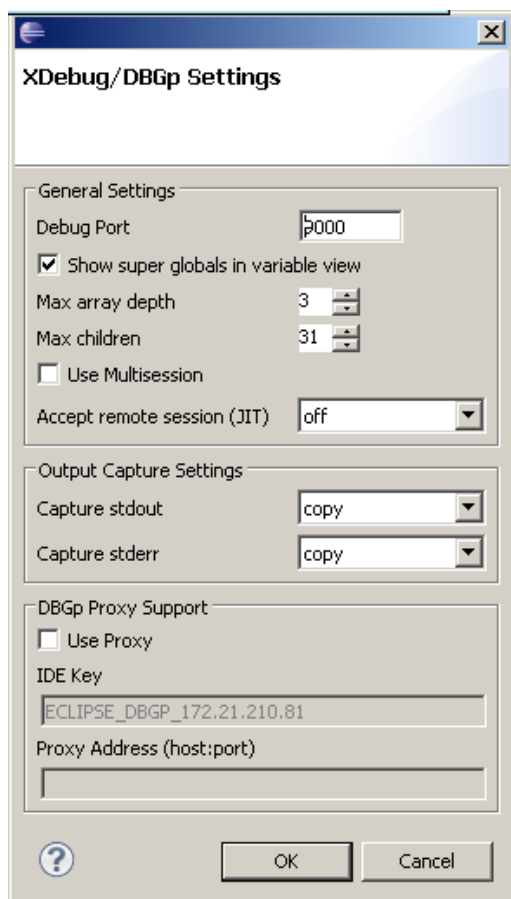 XDebug/DBGp Settings
General Settings
Debug Port 9000
Show super globals in variable view
Max array depth 3
Max children 31
Use Multisession
Accept remote session (JIT) off
Output Capture Settings
Capture stdout copy
Capture stderr copy
DBGp Proxy Support
Use Proxy
IDE Key
ECLIPSE_DBGP_172.21.210.81
Proxy Address (host:port)
OK Cancel